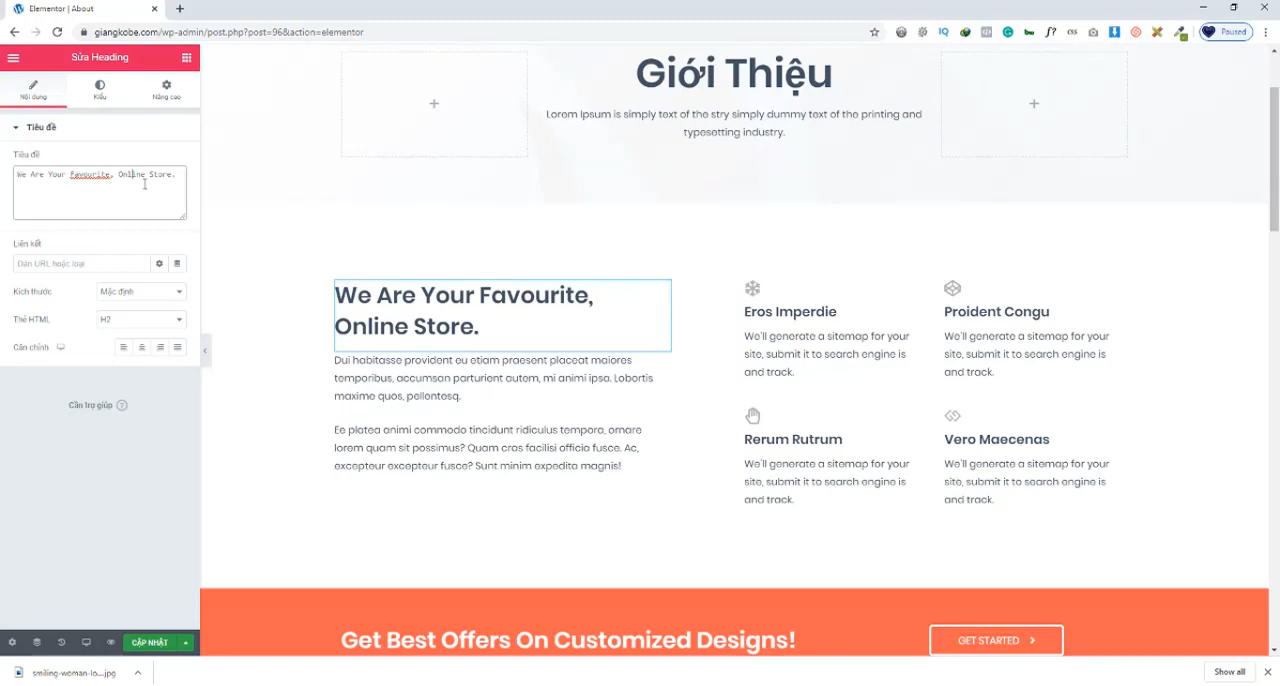 Elementor | About
giangkobe.com/wp-admin/post.php?post=96&action=elementor
Paused
Sửa Heading
Nội dung
Kiểu
Nâng cao
Tiêu đề
Tiêu đề
We Are Your Favourite, Online Store.
Liên kết
Dán URL hoặc loại
Kích thước
Mặc định
Thẻ HTML
H2
Căn chỉnh
Cần trợ giúp
CẬP NHẬT
Giới Thiệu
Lorem Ipsum is simply text of the stry simply dummy text of the printing and
typesetting industry.
We Are Your Favourite,
Online Store.
Dui habitasse provident eu etiam praesent placeat maiores
temporibus, accumsan parturient autem, mi animi ipsa. Lobortis
maxime quos, pellentesq.
Ee platea animi commodo tincidunt ridiculus tempora, ornare
lorem quam sit possimus? Quam cras facilisi officia fusce. Ac,
excepteur excepteur fusce? Sunt minim expedita magnis!
Eros Imperdie
We'll generate a sitemap for your
site, submit it to search engine is
and track.
Proident Congu
We'll generate a sitemap for your
site, submit it to search engine is
and track.
Rerum Rutrum
We'll generate a sitemap for your
site, submit it to search engine is
and track.
Vero Maecenas
We'll generate a sitemap for your
site, submit it to search engine is
and track.
Get Best Offers On Customized Designs!
GET STARTED
smiling-woman-lo....jpg
Show all